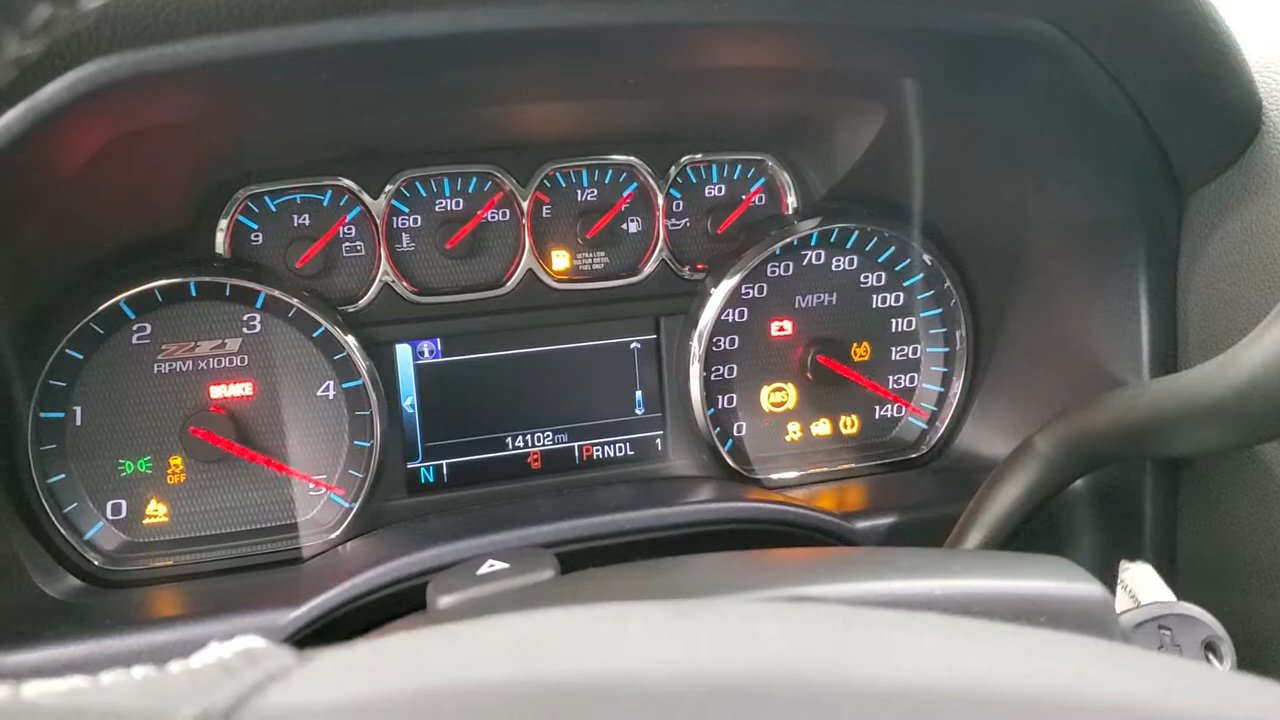 9 14 19
160 210 260
E 1/2 F
ULTRA LOW
SULFUR DIESEL
FUEL ONLY
0 60
Z71
RPM x1000
0 1 2 3 4 5
BRAKE
OFF
i
14102 mi
N PRNDL 1
MPH
0 10 20 30 40 50 60 70 80 90 100 110 120 130 140
ABS